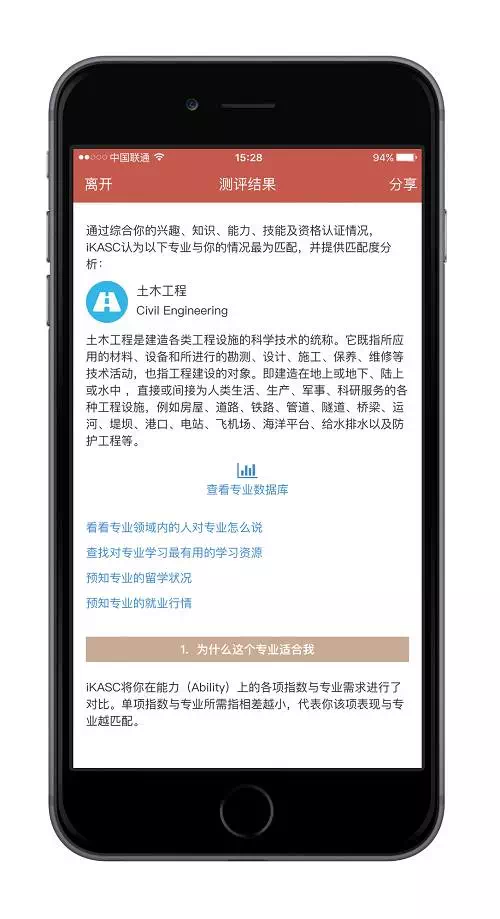 中国联通 15:28 94%
离开 测评结果 分享
通过综合你的兴趣、知识、能力、技能及资格认证情况，
iKASC认为以下专业与你的情况最为匹配，并提供匹配度分
析：
土木工程
Civil Engineering
土木工程是建造各类工程设施的科学技术的统称。它既指所应
用的材料、设备和所进行的勘测、设计、施工、保养、维修等
技术活动，也指工程建设的对象。即建造在地上或地下、陆上
或水中 ，直接或间接为人类生活、生产、军事、科研服务的各
种工程设施，例如房屋、道路、铁路、管道、隧道、桥梁、运
河、堤坝、港口、电站、飞机场、海洋平台、给水排水以及防
护工程等。
查看专业数据库
看看专业领域内的人对专业怎么说
查找对专业学习最有用的学习资源
预知专业的留学状况
预知专业的就业行情
1. 为什么这个专业适合我
iKASC将你在能力（Ability）上的各项指数与专业需求进行了
对比。单项指数与专业所需指相差越小，代表你该项表现与专
业越匹配。